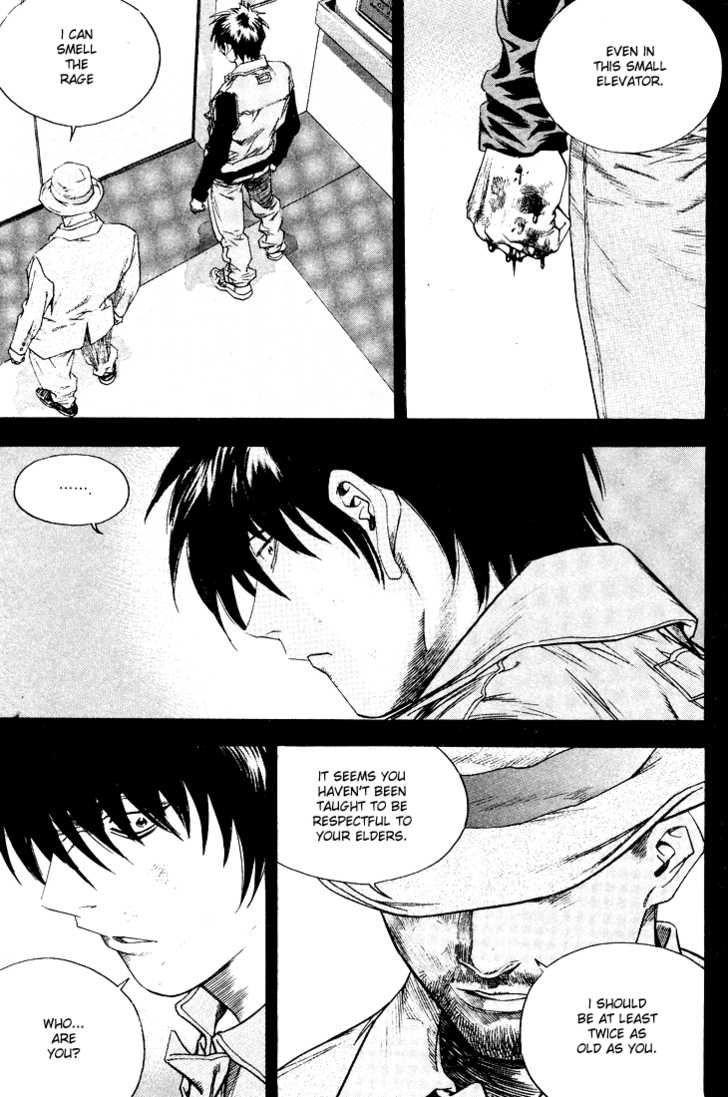 I CAN
SMELL
THE
RAGE
EVEN IN
THIS SMALL
ELEVATOR.
.......
WHO...
ARE
YOU?
IT SEEMS YOU
HAVEN'T BEEN
TAUGHT TO BE
RESPECTFUL TO
YOUR ELDERS.
I SHOULD
BE AT LEAST
TWICE AS
OLD AS YOU.